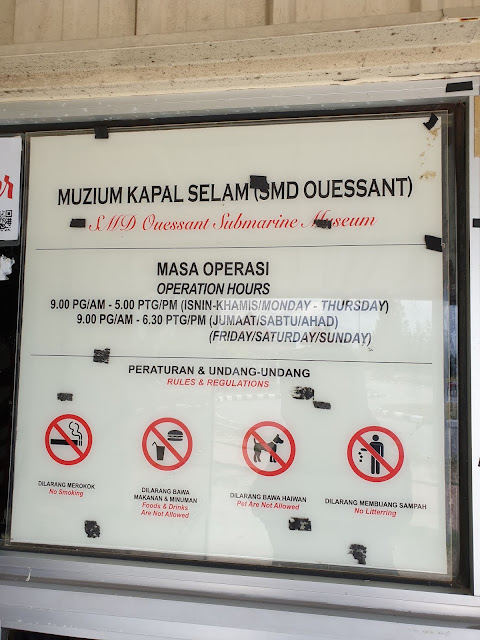 MUZIUM KAPAL SELAM (SMD OUESSANT)
SMD Ouessant Submarine Museum
MASA OPERASI
OPERATION HOURS
9.00 PG/AM - 5.00 PTG/PM (ISNIN-KHAMIS/MONDAY - THURSDAY)
9.00 PG/AM - 6.30 PTG/PM (JUMAAT/SABTU/AHAD)
(FRIDAY/SATURDAY/SUNDAY)
PERATURAN & UNDANG-UNDANG
RULES & REGULATIONS
DILARANG MEROKOK
No Smoking
DILARANG BAWA
MAKANAN & MINUMAN
Foods & Drinks
Are Not Allowed
DILARANG BAWA HAIWAN
Pet Are Not Allowed
DILARANG MEMBUANG SAMPAH
No Litterring